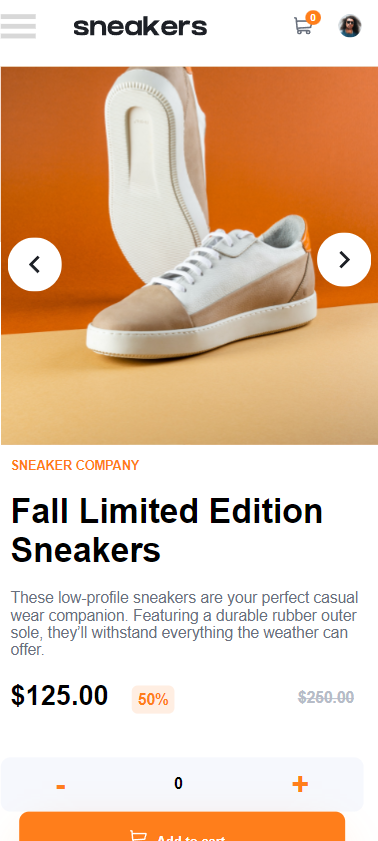 sneakers
0
SNEAKER COMPANY
Fall Limited Edition
Sneakers
These low-profile sneakers are your perfect casual
wear companion. Featuring a durable rubber outer
sole, they'll withstand everything the weather can
offer.
$125.00 50% $250.00
- 0 +
Add to cart